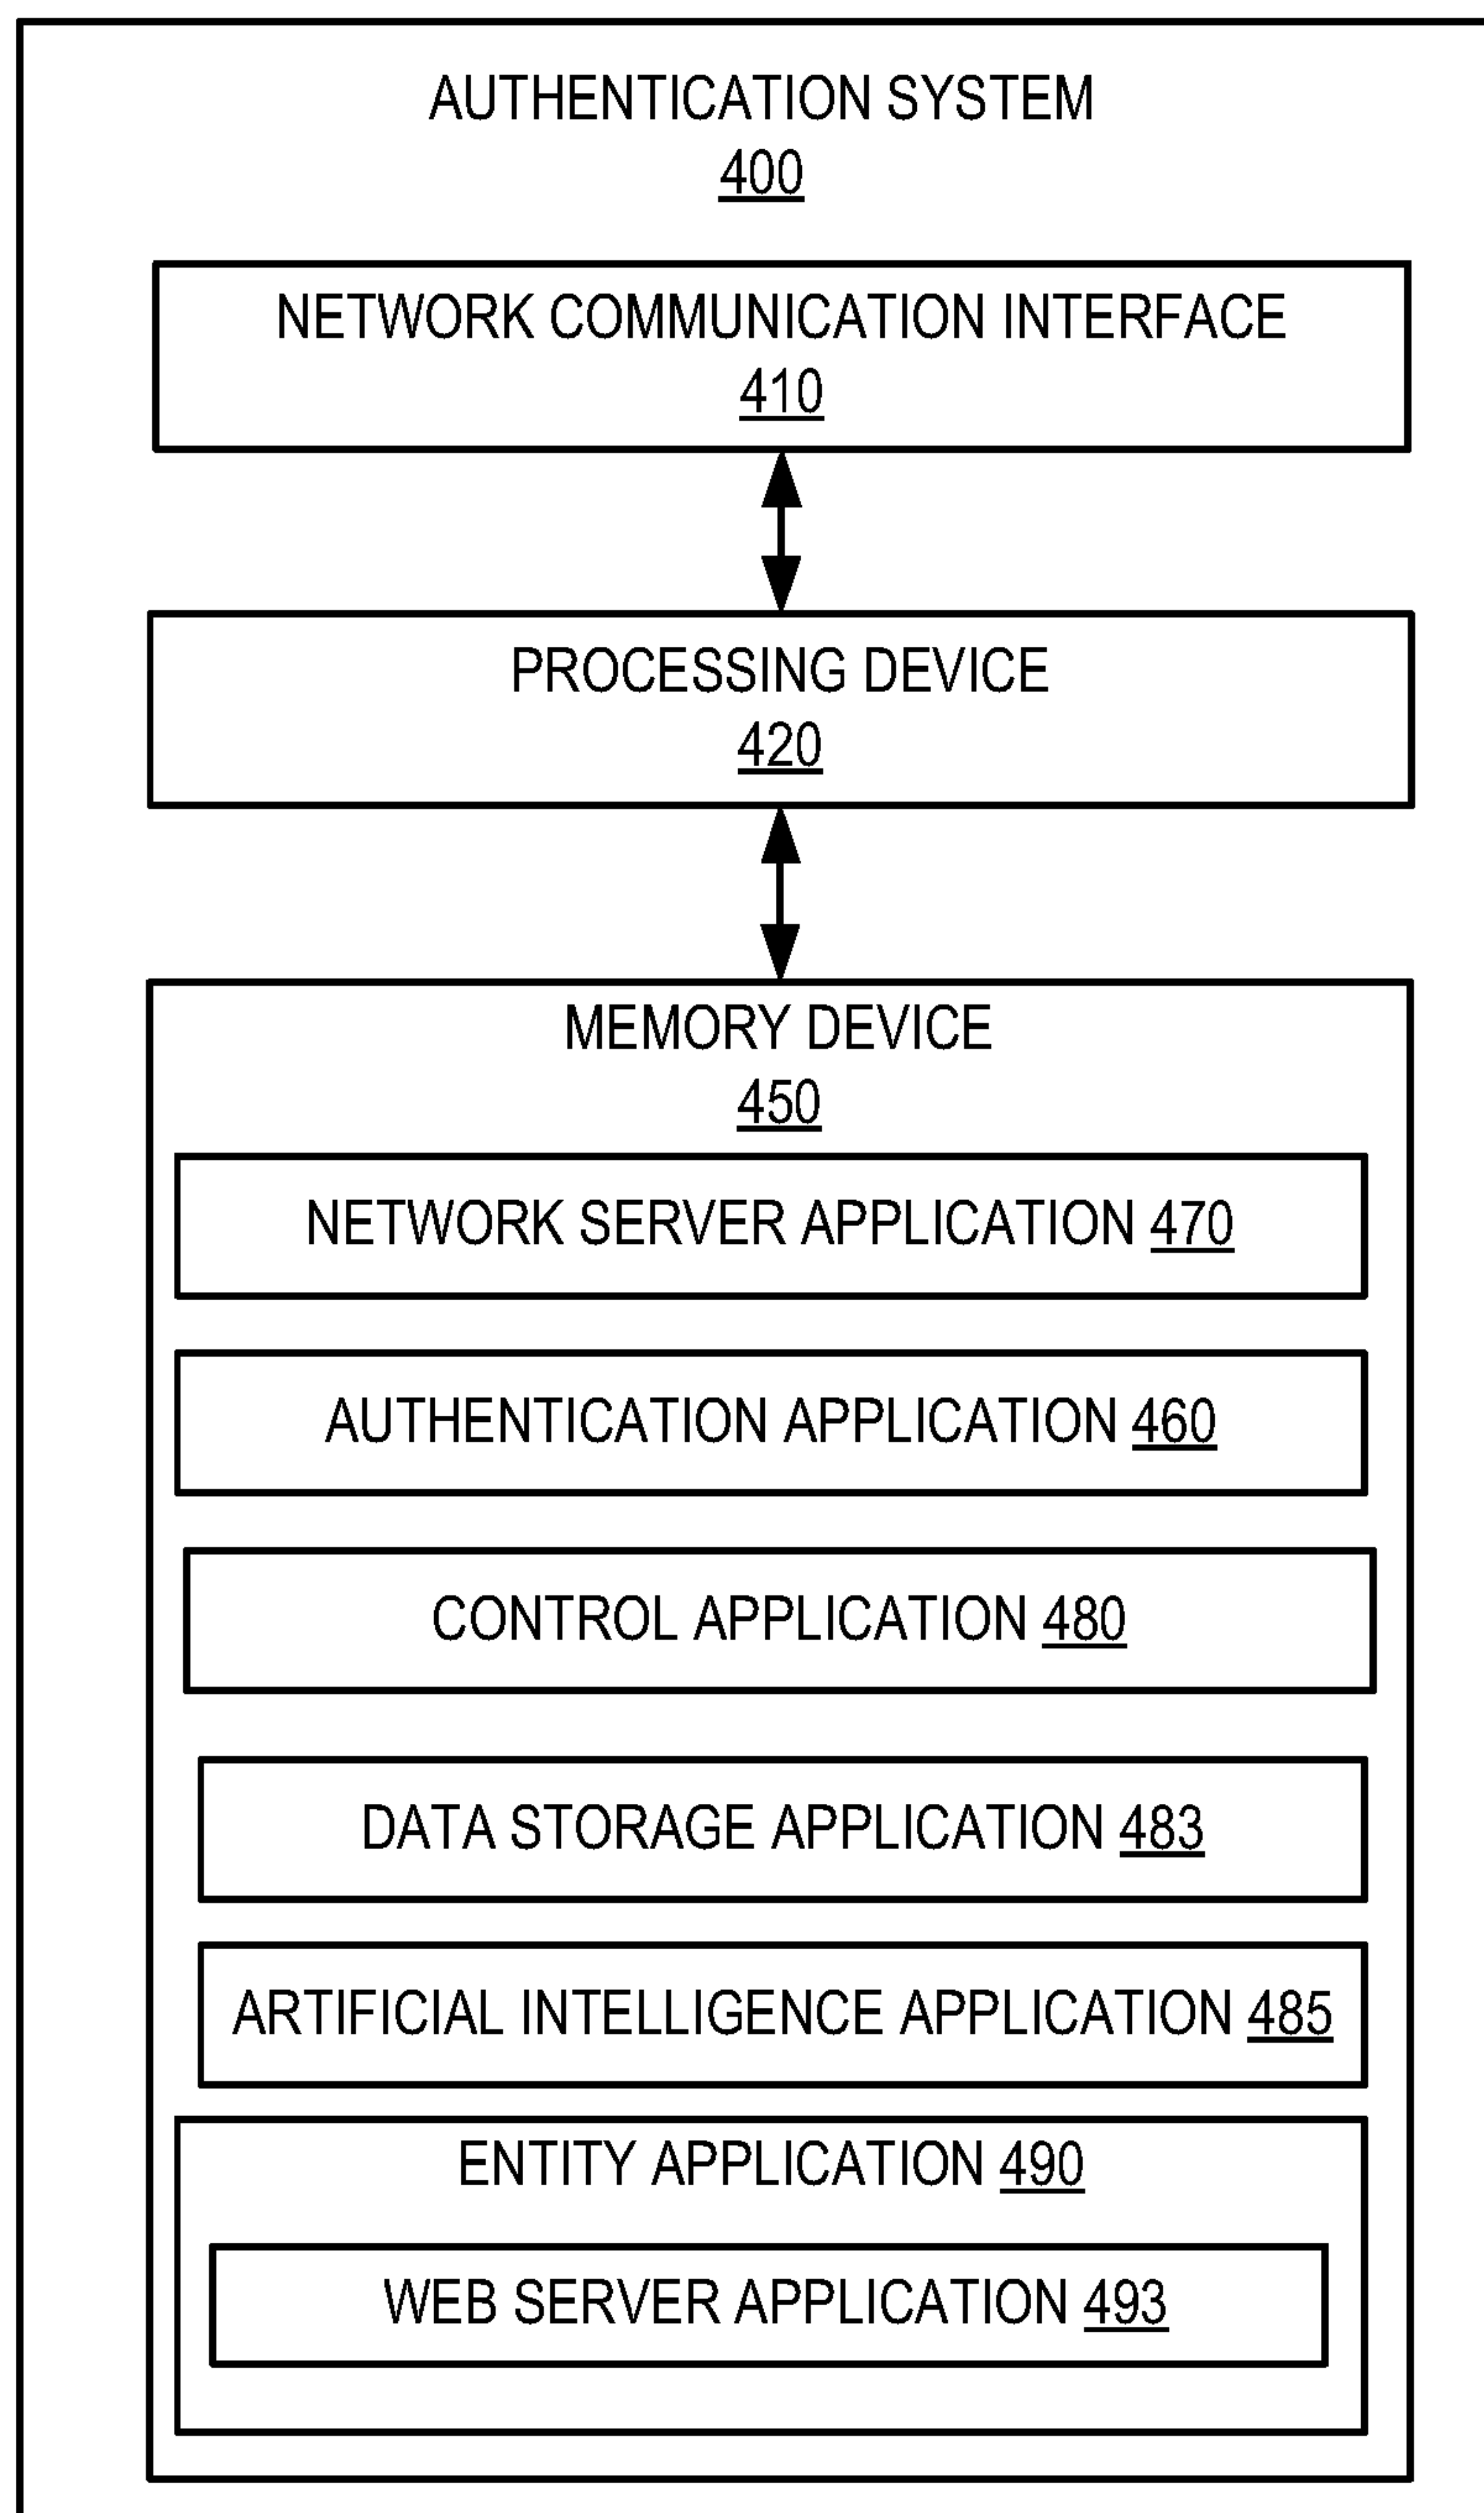 AUTHENTICATION SYSTEM
400
NETWORK COMMUNICATION INTERFACE
410
PROCESSING DEVICE
420
MEMORY DEVICE
450
NETWORK SERVER APPLICATION 470
AUTHENTICATION APPLICATION 460
CONTROL APPLICATION 480
DATA STORAGE APPLICATION 483
ARTIFICIAL INTELLIGENCE APPLICATION 485
ENTITY APPLICATION 490
WEB SERVER APPLICATION 493